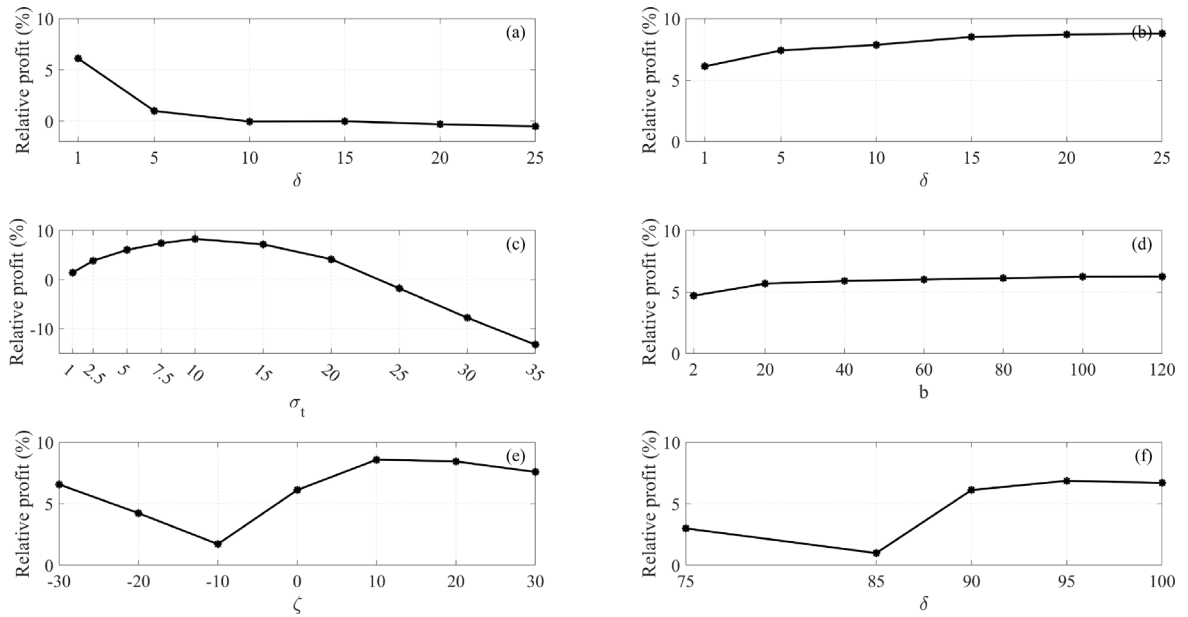 10
5
0
Relative profit (%)
(a)
1 5 10 15 20 25
δ
10
5
0
Relative profit (%)
(b)
1 5 10 15 20 25
δ
10
0
-10
Relative profit (%)
(c)
1 2.5 5 7.5 10 15 20 25 30 35
σt
10
5
0
Relative profit (%)
(d)
2 20 40 60 80 100 120
b
10
5
0
Relative profit (%)
(e)
-30 -20 -10 0 10 20 30
ζ
10
5
0
Relative profit (%)
(f)
75 85 90 95 100
δ